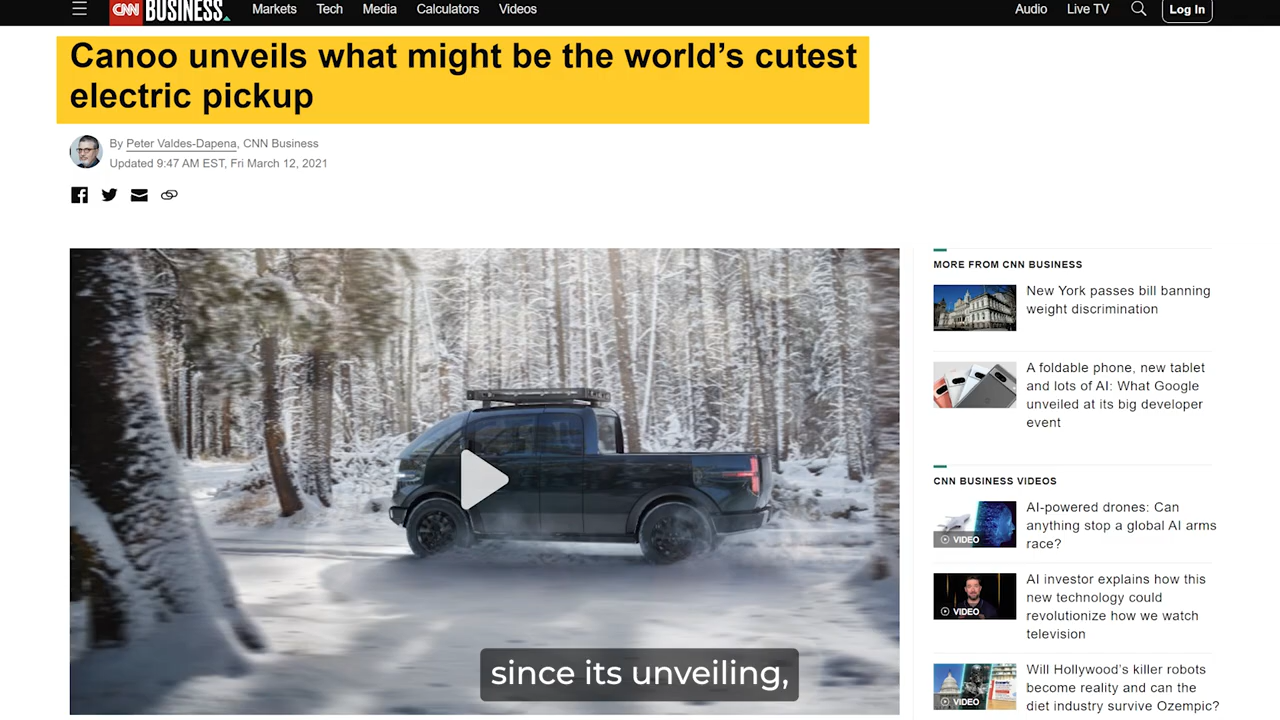 CNN BUSINESS
Markets
Tech
Media
Calculators
Videos
Audio
Live TV
Log In
Canoo unveils what might be the world's cutest
electric pickup
By Peter Valdes-Dapena, CNN Business
Updated 9:47 AM EST, Fri March 12, 2021
MORE FROM CNN BUSINESS
New York passes bill banning
weight discrimination
A foldable phone, new tablet
and lots of AI: What Google
unveiled at its big developer
event
CNN BUSINESS VIDEOS
AI-powered drones: Can
anything stop a global AI arms
race?
VIDEO
AI investor explains how this
new technology could
revolutionize how we watch
television
VIDEO
Will Hollywood's killer robots
become reality and can the
diet industry survive Ozempic?
VIDEO
since its unveiling,